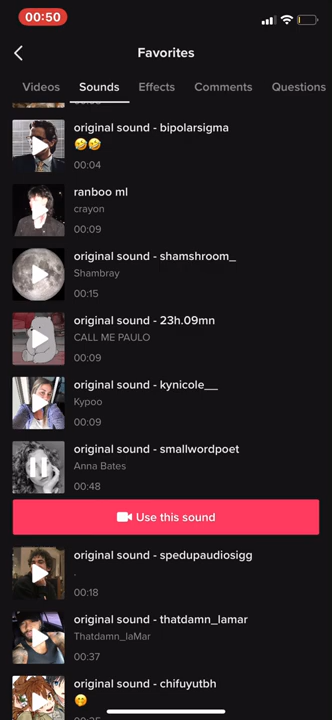 00:50
Favorites
Videos Sounds Effects Comments Questions
original sound - bipolarsigma
🤣🤣
00:04
ranboo ml
crayon
00:09
original sound - shamshroom_
Shambray
00:15
original sound - 23h.09mn
CALL ME PAULO
00:09
original sound - kynicole__
Kypoo
00:09
original sound - smallwordpoet
Anna Bates
00:48
Use this sound
original sound - spedupaudiosigg
.
00:18
original sound - thatdamn_lamar
Thatdamn_laMar
00:37
original sound - chifuyutbh
😋